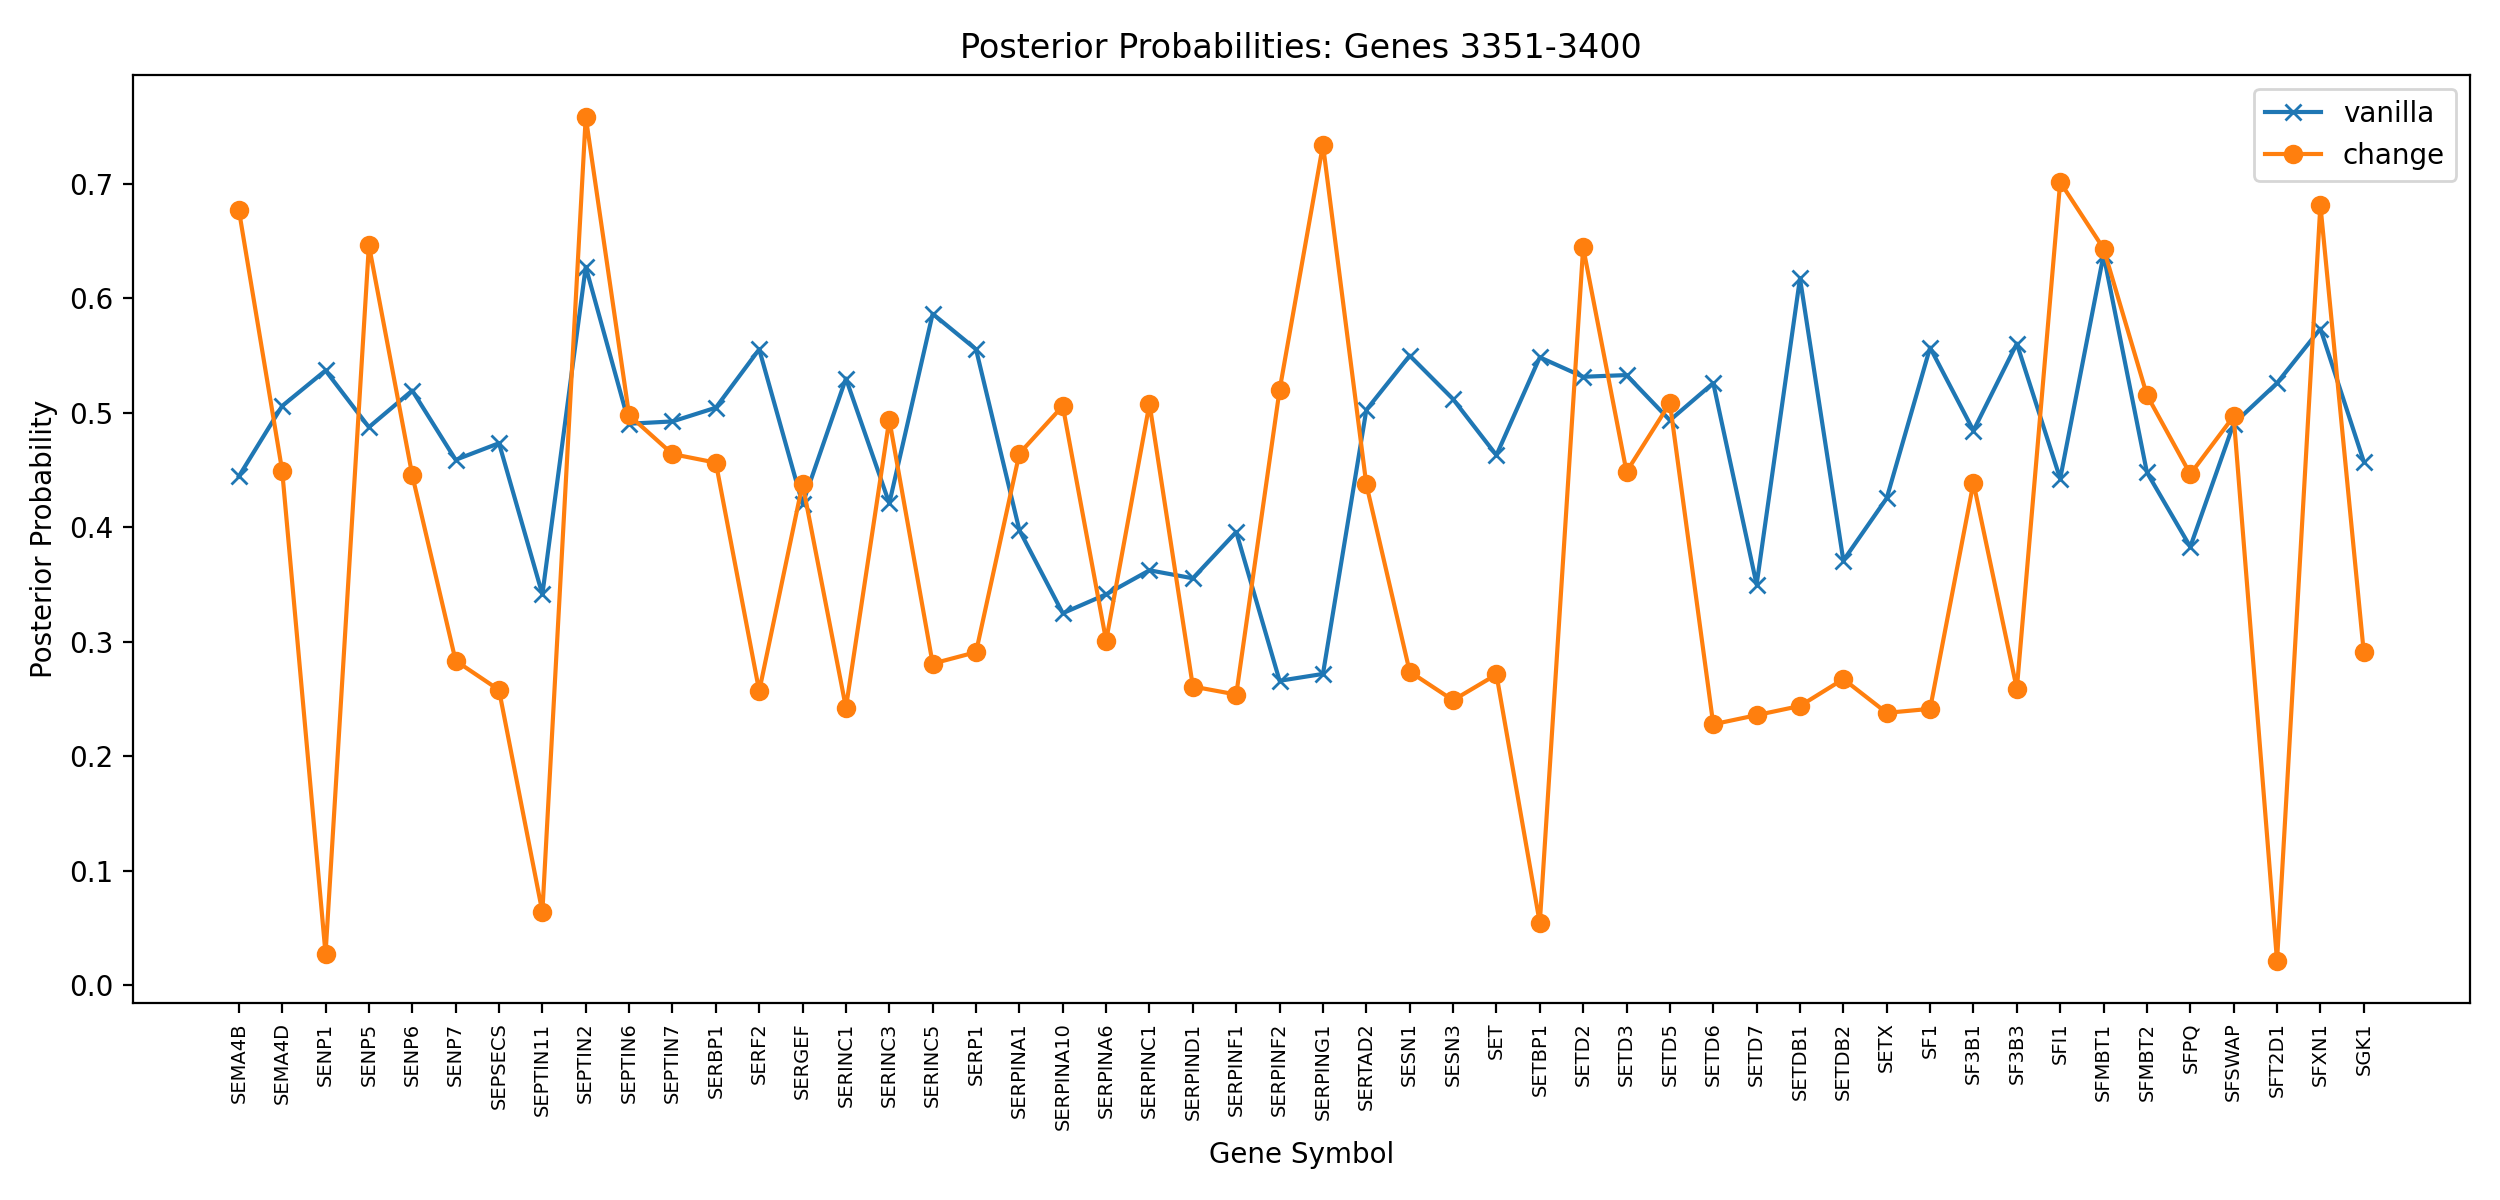 Posterior Probabilities: Genes 3351-3400
vanilla
change
Posterior Probability
0.7
0.6
0.5
0.4
0.3
0.2
0.1
0.0
SEMA4B
SEMA4D
SENP1
SENP5
SENP6
SENP7
SEPSECS
SEPTIN11
SEPTIN2
SEPTIN6
SEPTIN7
SERBP1
SERF2
SERGEF
SERINC1
SERINC3
SERINC5
SERP1
SERPINA1
SERPINA10
SERPINA6
SERPINC1
SERPIND1
SERPINF1
SERPINF2
SERPING1
SERTAD2
SESN1
SESN3
SET
SETBP1
SETD2
SETD3
SETD5
SETD6
SETD7
SETDB1
SETDB2
SETX
SF1
SF3B1
SF3B3
SFI1
SFMBT1
SFMBT2
SFPQ
SFSWAP
SFT2D1
SFXN1
SGK1
Gene Symbol